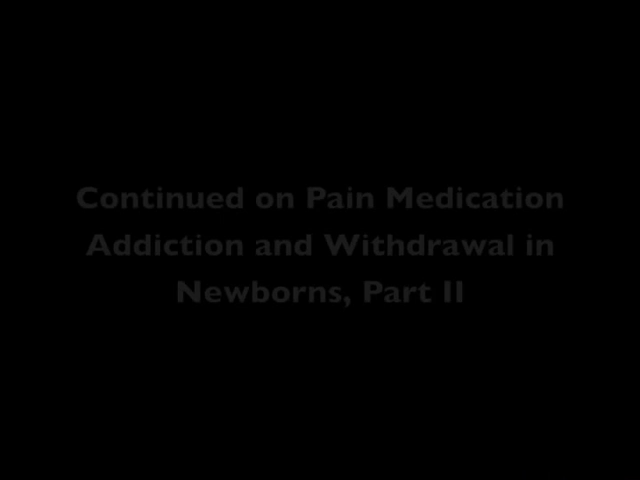 Continued on Pain Medication
Addiction and Withdrawal in
Newborns, Part II